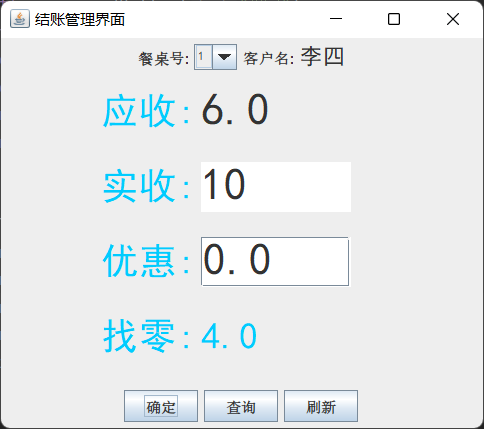 结账管理界面
餐桌号: 1 客户名: 李四
应收: 6.0
实收: 10
优惠: 0.0
找零: 4.0
确定 查询 刷新